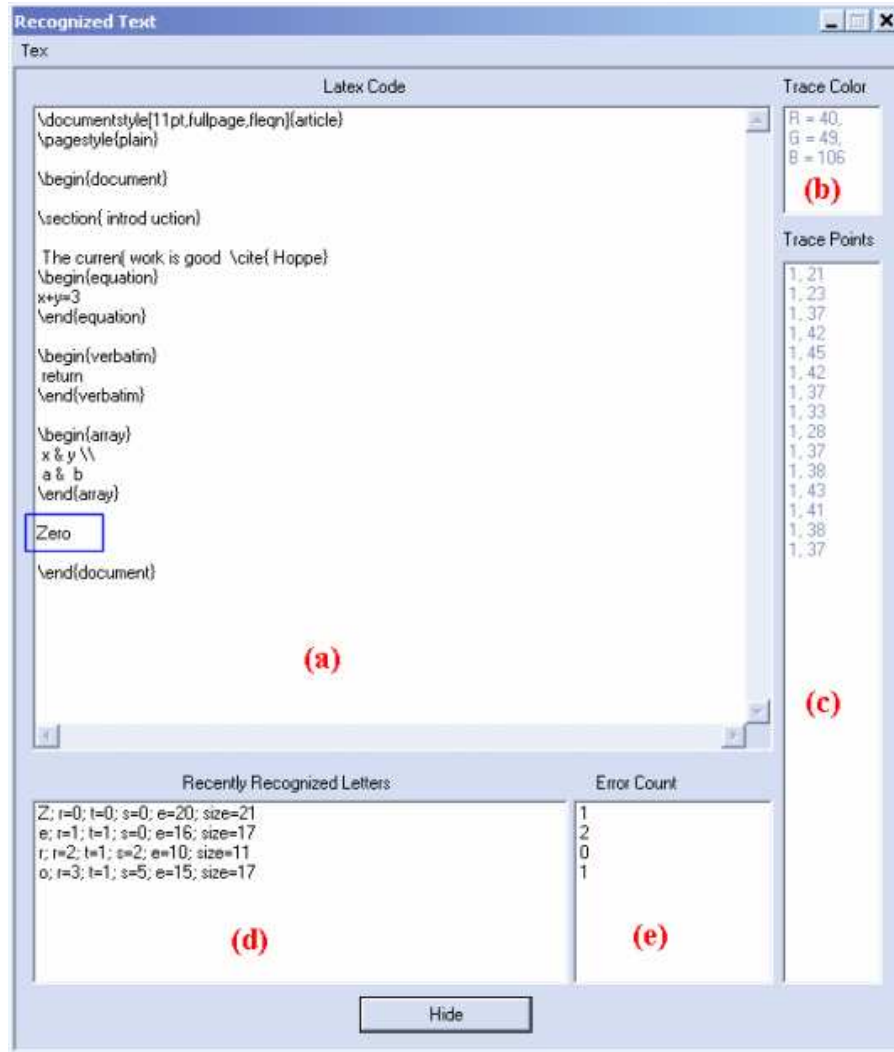 Recognized Text
Tex
Latex Code
\documentstyle[11pt,fullpage,fleqn]{article}
\pagestyle{plain}
\begin{document}
\section{ introd uction}
The curren( work is good \cite{ Hoppe}
\begin{equation}
x+y=3
\end{equation}
\begin{verbatim}
return
\end{verbatim}
\begin{array}
x & y \\
a & b
\end{array}
Zero
\end{document}
(a)
Trace Color
R = 40,
G = 49,
B = 106
(b)
Trace Points
1, 21
1, 23
1, 37
1, 42
1, 45
1, 42
1, 37
1, 33
1, 28
1, 37
1, 38
1, 43
1, 41
1, 38
1, 37
(c)
Recently Recognized Letters
Z; r=0; t=0; s=0; e=20; size=21
e; r=1; t=1; s=0; e=16; size=17
r; r=2; t=1; s=2; e=10; size=11
o; r=3; t=1; s=5; e=15; size=17
(d)
Error Count
1
2
0
1
(e)
Hide